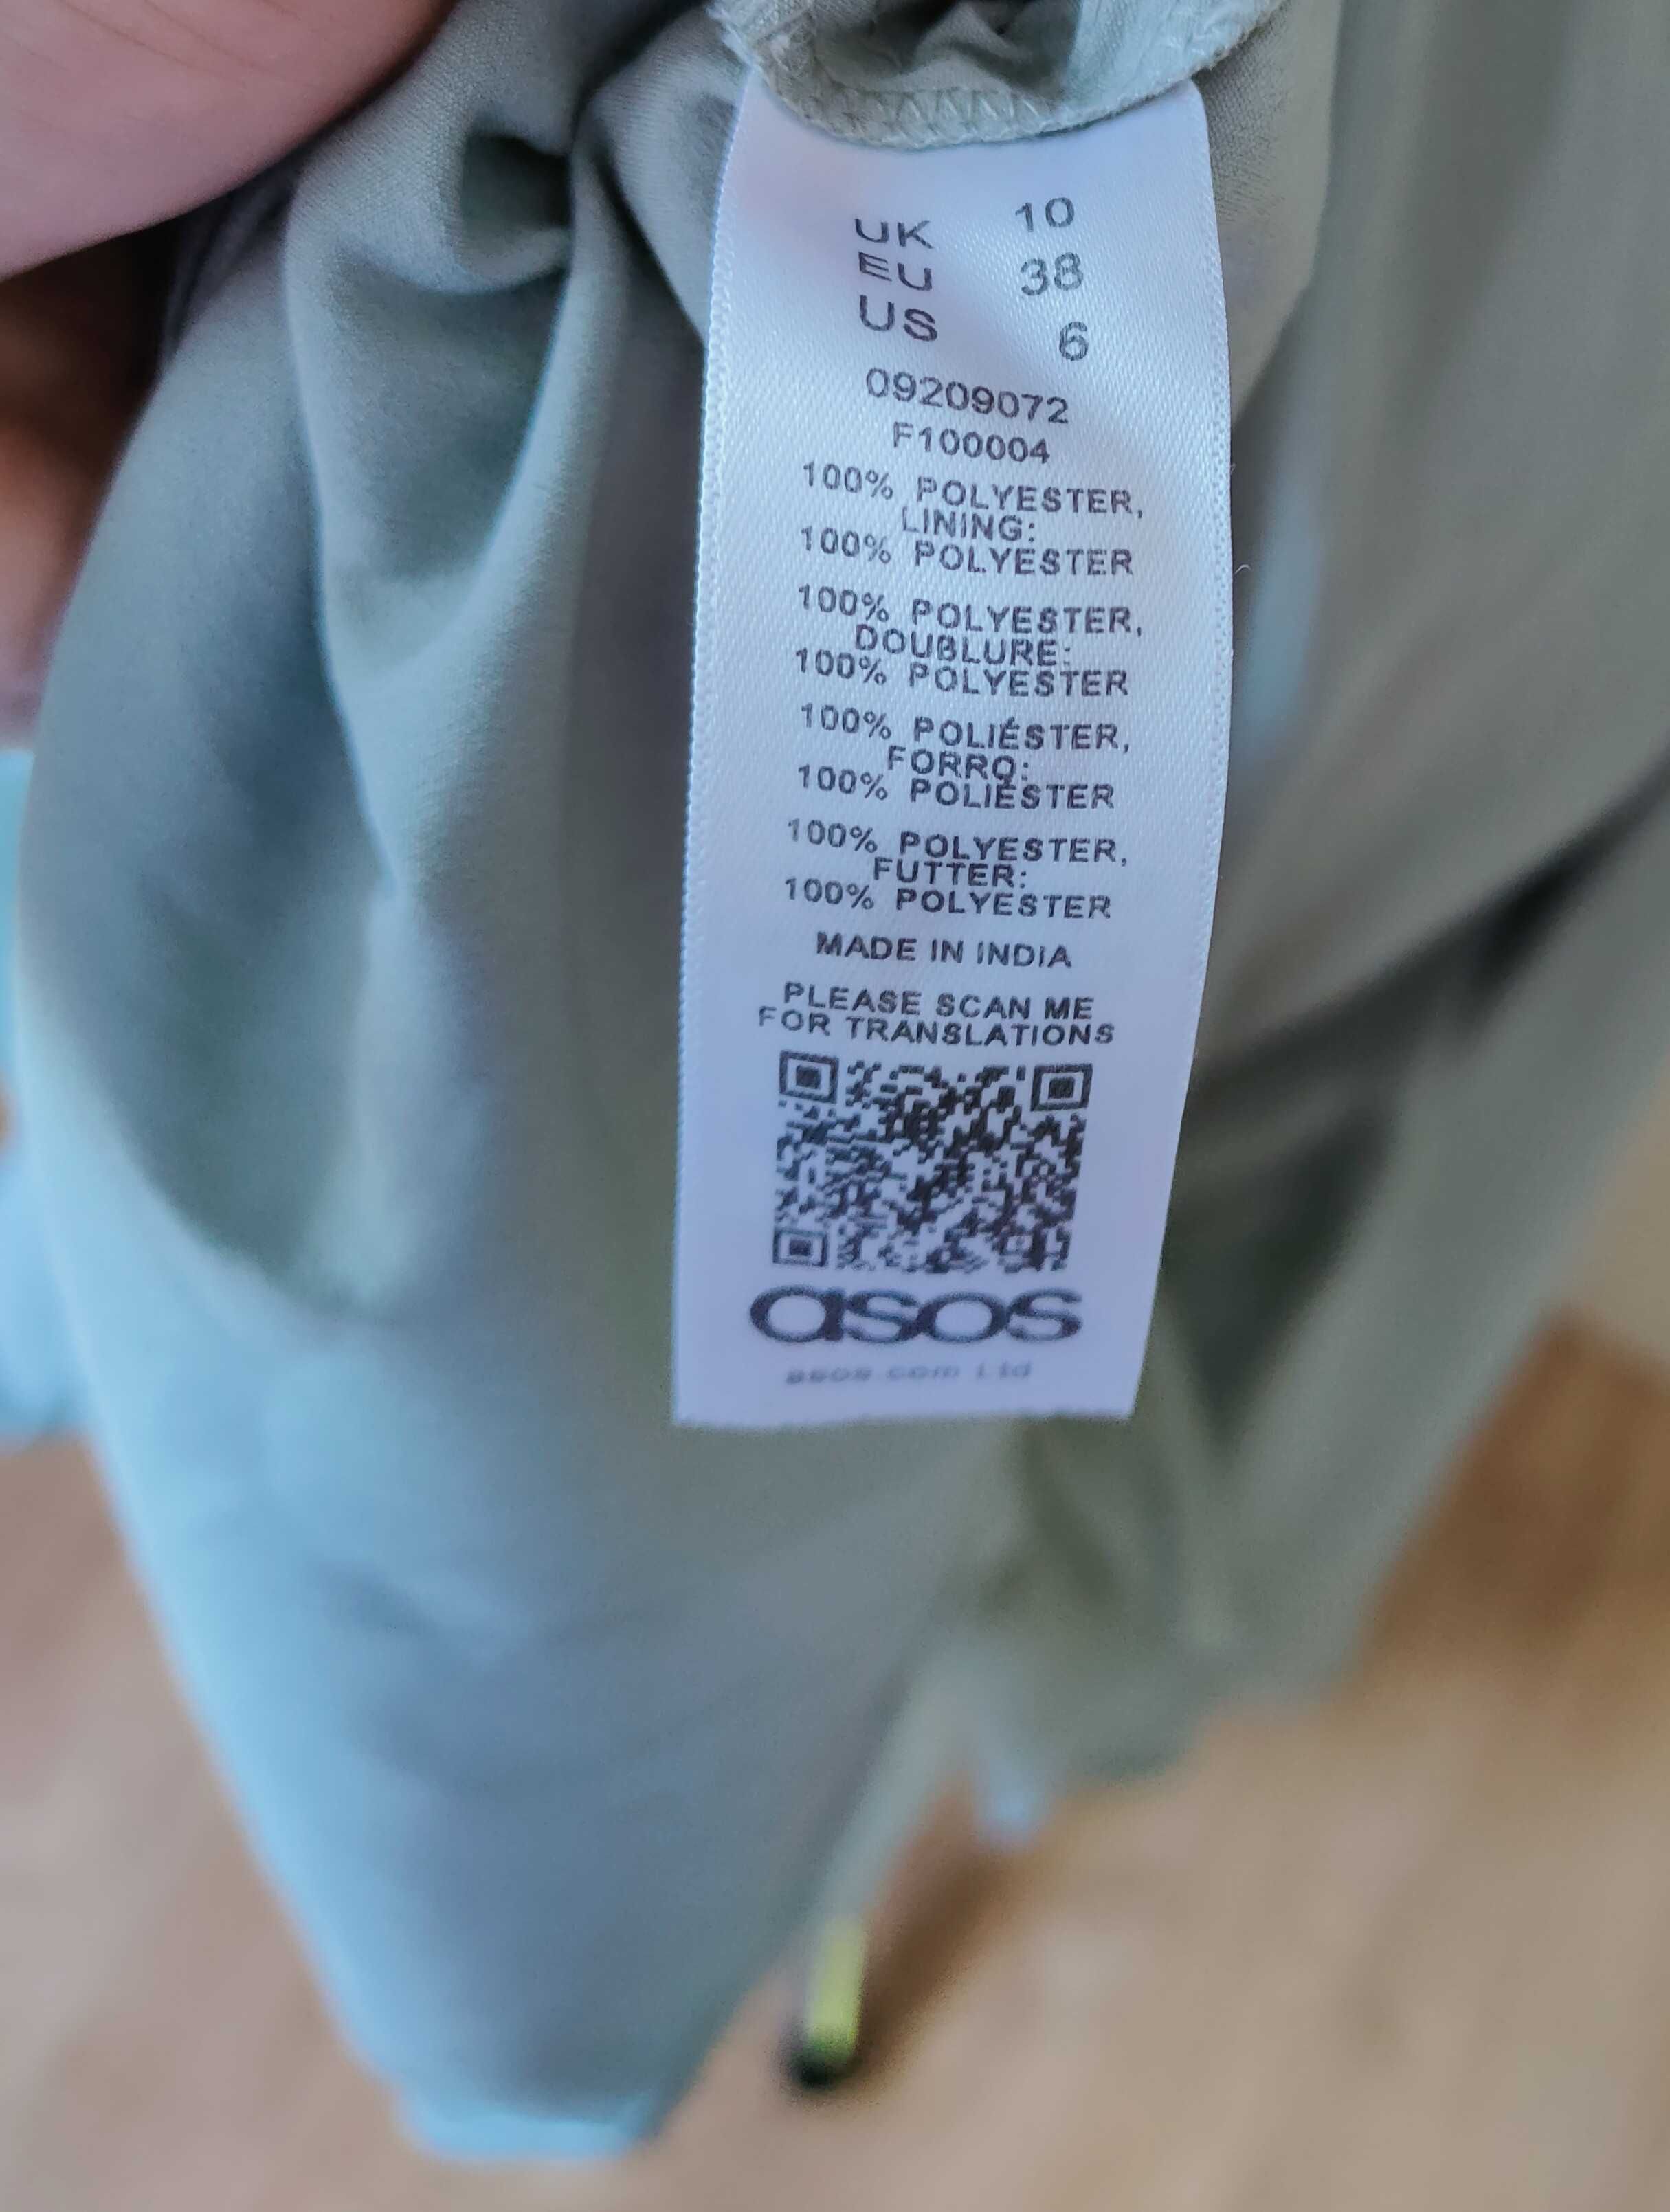 UK 10
EU 38
US 6
09209072
F100004
100% POLYESTER,
LINING:
100% POLYESTER
100% POLYESTER,
DOUBLURE:
100% POLYESTER
100% POLIÉSTER,
FORRO:
100% POLIÉSTER
100% POLYESTER,
FUTTER:
100% POLYESTER
MADE IN INDIA
PLEASE SCAN ME
FOR TRANSLATIONS
asos
asos.com Ltd